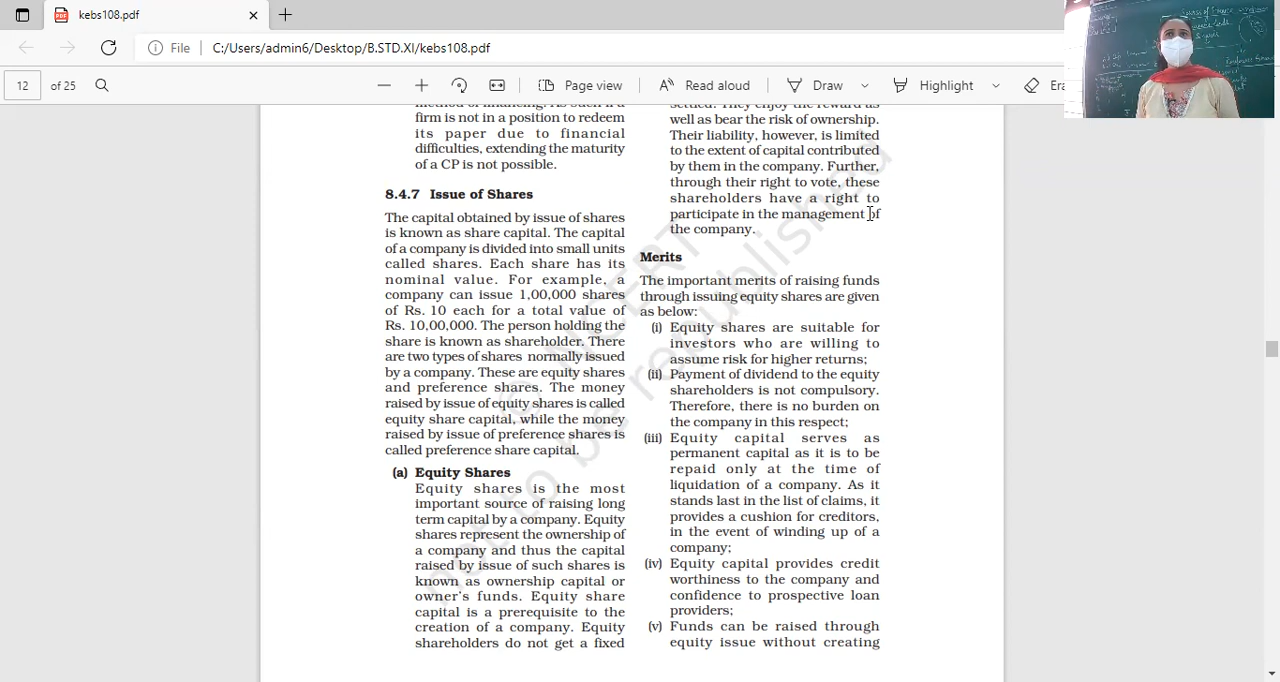 kebs108.pdf
File
C:/Users/admin6/Desktop/B.STD.XI/kebs108.pdf
12 of 25
Page view
Read aloud
Draw
Highlight
Era
method of financing. As such if a
firm is not in a position to redeem
its paper due to financial
difficulties, extending the maturity
of a CP is not possible.
8.4.7 Issue of Shares
The capital obtained by issue of shares
is known as share capital. The capital
of a company is divided into small units
called shares. Each share has its
nominal value. For example, a
company can issue 1,00,000 shares
of Rs. 10 each for a total value of
Rs. 10,00,000. The person holding the
share is known as shareholder. There
are two types of shares normally issued
by a company. These are equity shares
and preference shares. The money
raised by issue of equity shares is called
equity share capital, while the money
raised by issue of preference shares is
called preference share capital.
(a) Equity Shares
Equity shares is the most
important source of raising long
term capital by a company. Equity
shares represent the ownership of
a company and thus the capital
raised by issue of such shares is
known as ownership capital or
owner's funds. Equity share
capital is a prerequisite to the
creation of a company. Equity
shareholders do not get a fixed
settled. They enjoy the reward as
well as bear the risk of ownership.
Their liability, however, is limited
to the extent of capital contributed
by them in the company. Further,
through their right to vote, these
shareholders have a right to
participate in the management of
the company.
Merits
The important merits of raising funds
through issuing equity shares are given
as below:
(i) Equity shares are suitable for
investors who are willing to
assume risk for higher returns;
(ii) Payment of dividend to the equity
shareholders is not compulsory.
Therefore, there is no burden on
the company in this respect;
(iii) Equity capital serves as
permanent capital as it is to be
repaid only at the time of
liquidation of a company. As it
stands last in the list of claims, it
provides a cushion for creditors,
in the event of winding up of a
company;
(iv) Equity capital provides credit
worthiness to the company and
confidence to prospective loan
providers;
(v) Funds can be raised through
equity issue without creating
© NCERT
not to be republished